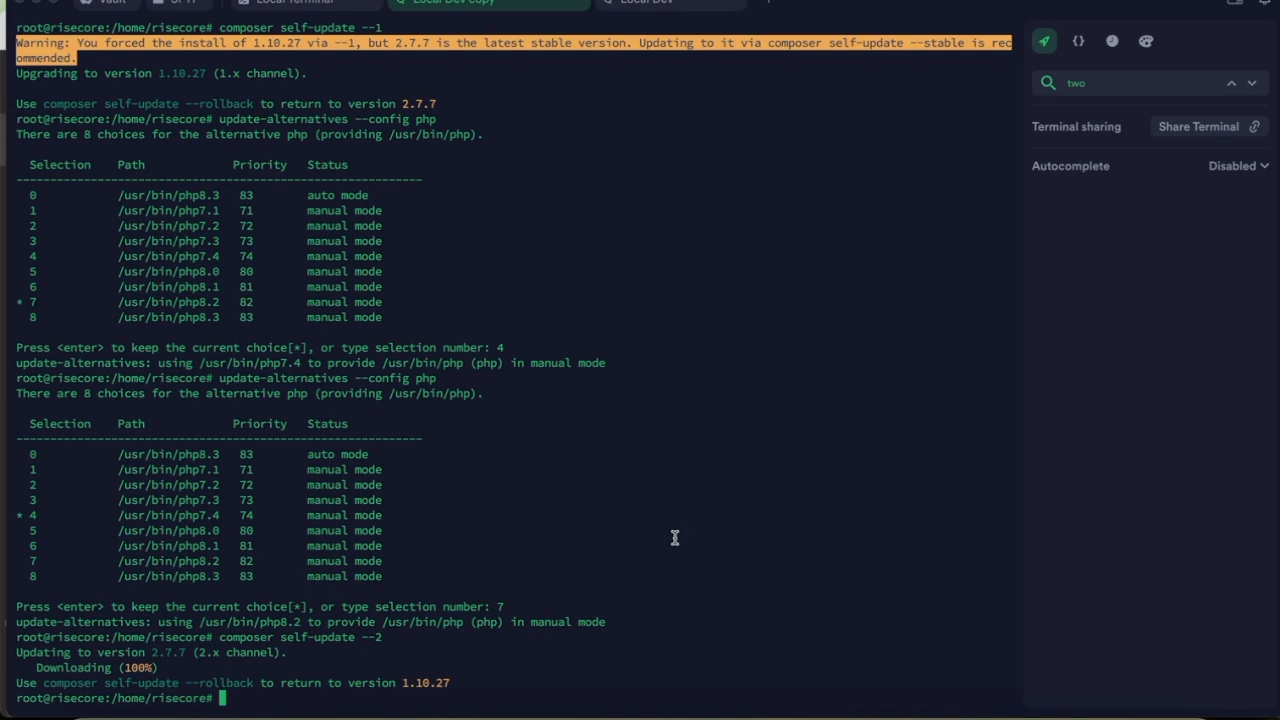 Vault
SFTP
Local Terminal
Local Dev copy
Local Dev
root@risecore:/home/risecore# composer self-update --1
Warning: You forced the install of 1.10.27 via --1, but 2.7.7 is the latest stable version. Updating to it via composer self-update --stable is rec
ommended.
Upgrading to version 1.10.27 (1.x channel).
Use composer self-update --rollback to return to version 2.7.7
root@risecore:/home/risecore# update-alternatives --config php
There are 8 choices for the alternative php (providing /usr/bin/php).
Selection Path Priority Status
------------------------------------------------------------
0 /usr/bin/php8.3 83 auto mode
1 /usr/bin/php7.1 71 manual mode
2 /usr/bin/php7.2 72 manual mode
3 /usr/bin/php7.3 73 manual mode
4 /usr/bin/php7.4 74 manual mode
5 /usr/bin/php8.0 80 manual mode
6 /usr/bin/php8.1 81 manual mode
* 7 /usr/bin/php8.2 82 manual mode
8 /usr/bin/php8.3 83 manual mode
Press <enter> to keep the current choice[*], or type selection number: 4
update-alternatives: using /usr/bin/php7.4 to provide /usr/bin/php (php) in manual mode
root@risecore:/home/risecore# update-alternatives --config php
There are 8 choices for the alternative php (providing /usr/bin/php).
Selection Path Priority Status
------------------------------------------------------------
0 /usr/bin/php8.3 83 auto mode
1 /usr/bin/php7.1 71 manual mode
2 /usr/bin/php7.2 72 manual mode
3 /usr/bin/php7.3 73 manual mode
* 4 /usr/bin/php7.4 74 manual mode
5 /usr/bin/php8.0 80 manual mode
6 /usr/bin/php8.1 81 manual mode
7 /usr/bin/php8.2 82 manual mode
8 /usr/bin/php8.3 83 manual mode
Press <enter> to keep the current choice[*], or type selection number: 7
update-alternatives: using /usr/bin/php8.2 to provide /usr/bin/php (php) in manual mode
root@risecore:/home/risecore# composer self-update --2
Updating to version 2.7.7 (2.x channel).
Downloading (100%)
Use composer self-update --rollback to return to version 1.10.27
root@risecore:/home/risecore#
{}
two
Terminal sharing
Share Terminal
Autocomplete
Disabled